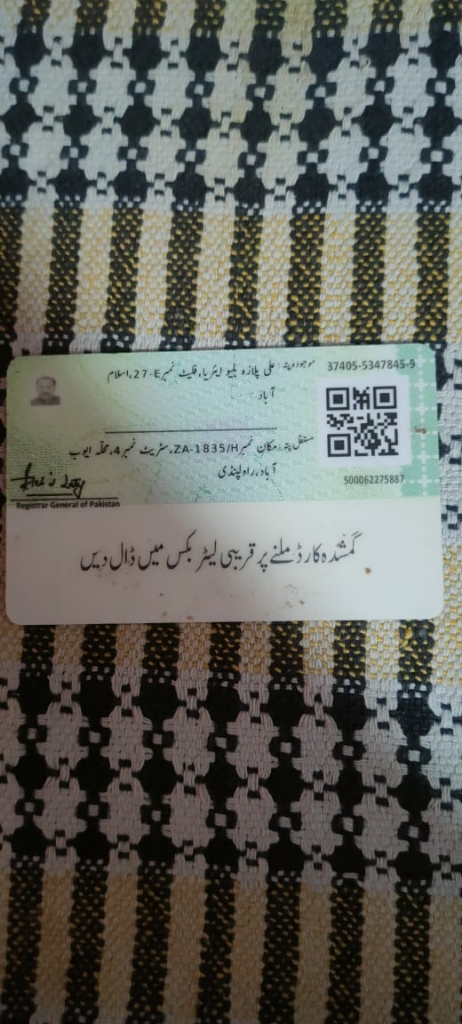 37405-5347845-9
موجودہ پتہ: علی پلازہ بلیو ایریا، فلیٹ نمبر E-27، اسلام
آباد
مستقل پتہ: مکان نمبر ZA-1835/H، سٹریٹ نمبر 4، محلہ ایوب
آباد، راولپنڈی
500062275887
Registrar General of Pakistan
گمشدہ کارڈ ملنے پر قریبی لیٹر بکس میں ڈال دیں